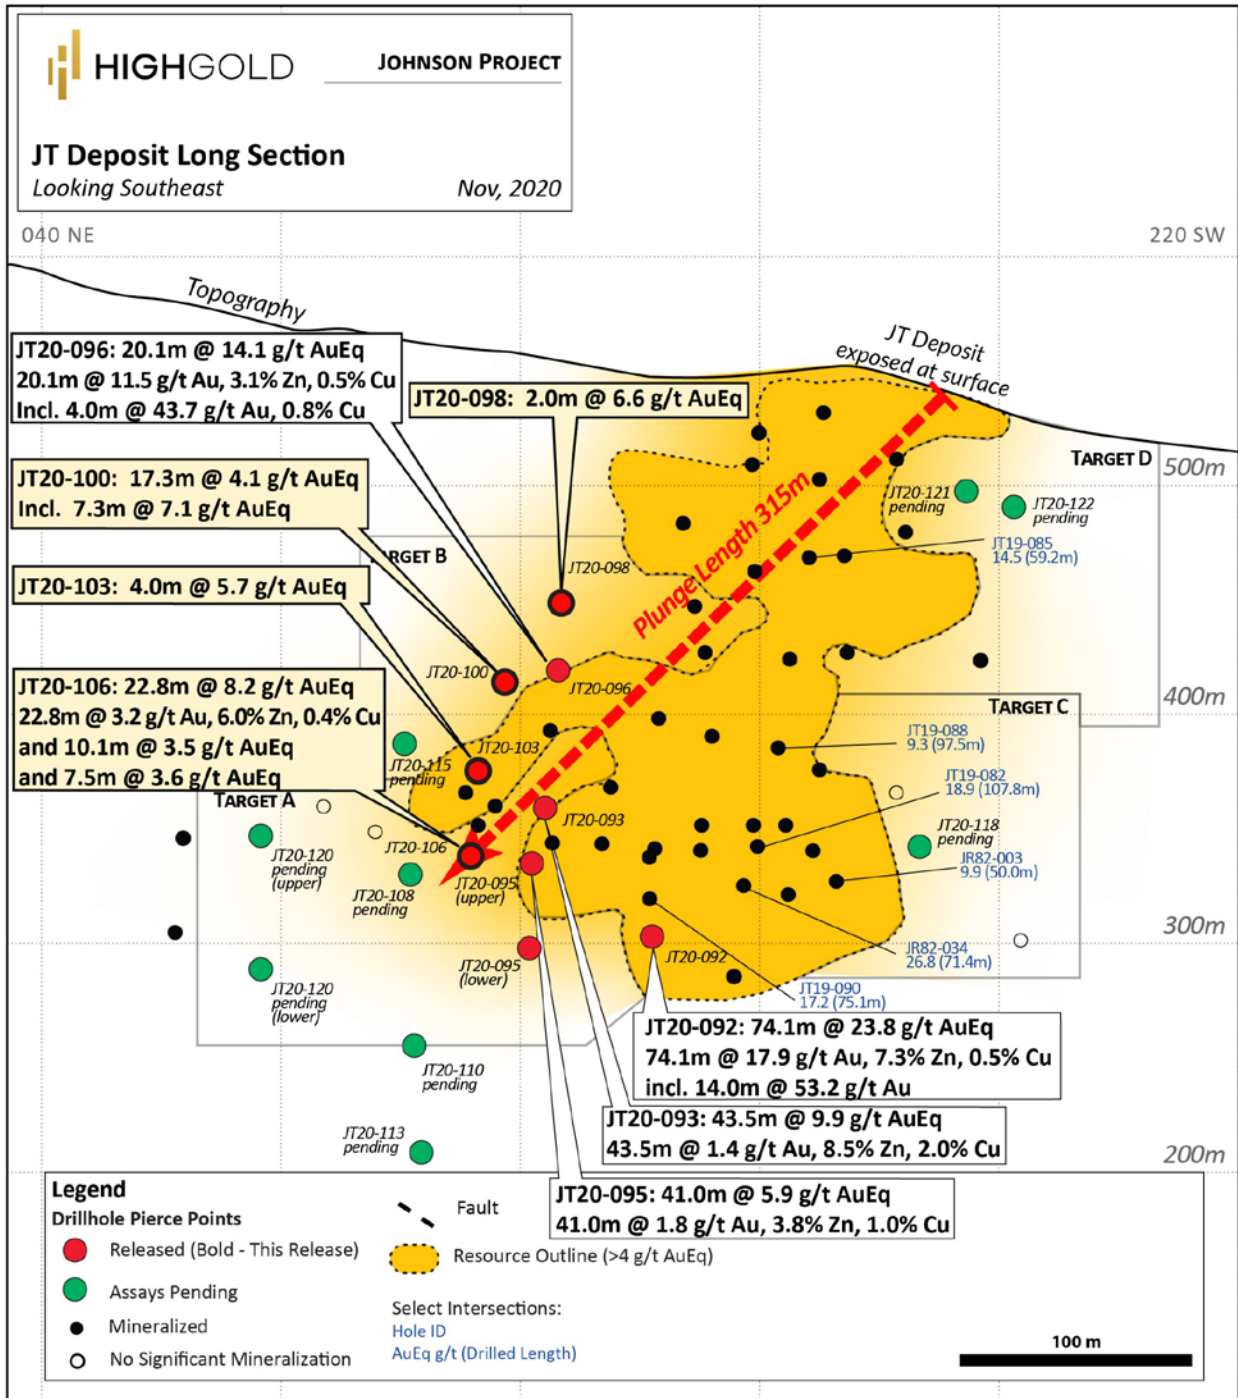 HIGHGOLD
JOHNSON PROJECT
JT Deposit Long Section
Looking Southeast
Nov, 2020
040 NE
220 SW
Topography
JT Deposit
exposed at surface
JT20-096: 20.1m @ 14.1 g/t AuEq
20.1m @ 11.5 g/t Au, 3.1% Zn, 0.5% Cu
Incl. 4.0m @ 43.7 g/t Au, 0.8% Cu
JT20-098: 2.0m @ 6.6 g/t AuEq
JT20-100: 17.3m @ 4.1 g/t AuEq
Incl. 7.3m @ 7.1 g/t AuEq
JT20-103: 4.0m @ 5.7 g/t AuEq
JT20-106: 22.8m @ 8.2 g/t AuEq
22.8m @ 3.2 g/t Au, 6.0% Zn, 0.4% Cu
and 10.1m @ 3.5 g/t AuEq
and 7.5m @ 3.6 g/t AuEq
TARGET D
500m
JT20-121
pending
JT20-122
pending
JT19-085
14.5 (59.2m)
TARGET B
JT20-098
Plunge Length 315m
JT20-100
JT20-096
400m
TARGET C
JT20-103
JT20-115
pending
JT19-088
9.3 (97.5m)
JT19-082
18.9 (107.8m)
TARGET A
JT20-093
JT20-118
pending
JT20-106
JT20-120
pending
(upper)
JT20-108
pending
JT20-095
(upper)
JR82-003
9.9 (50.0m)
300m
JT20-095
(lower)
JT20-092
JR82-034
26.8 (71.4m)
JT20-120
pending
(lower)
JT19-090
17.2 (75.1m)
JT20-092: 74.1m @ 23.8 g/t AuEq
74.1m @ 17.9 g/t Au, 7.3% Zn, 0.5% Cu
incl. 14.0m @ 53.2 g/t Au
JT20-110
pending
JT20-093: 43.5m @ 9.9 g/t AuEq
43.5m @ 1.4 g/t Au, 8.5% Zn, 2.0% Cu
JT20-113
pending
200m
JT20-095: 41.0m @ 5.9 g/t AuEq
41.0m @ 1.8 g/t Au, 3.8% Zn, 1.0% Cu
Legend
Drillhole Pierce Points
Released (Bold - This Release)
Assays Pending
Mineralized
No Significant Mineralization
Fault
Resource Outline (>4 g/t AuEq)
Select Intersections:
Hole ID
AuEq g/t (Drilled Length)
100 m